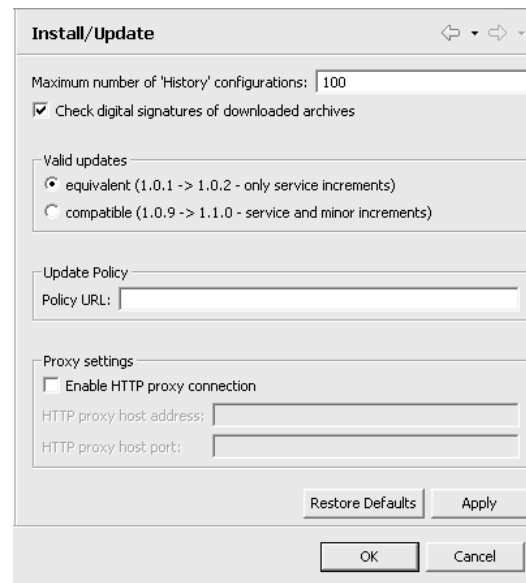 Install/Update
Maximum number of 'History' configurations: 100
Check digital signatures of downloaded archives
Valid updates
equivalent (1.0.1 -> 1.0.2 - only service increments)
compatible (1.0.9 -> 1.1.0 - service and minor increments)
Update Policy
Policy URL:
Proxy settings
Enable HTTP proxy connection
HTTP proxy host address:
HTTP proxy host port:
Restore Defaults Apply
OK Cancel